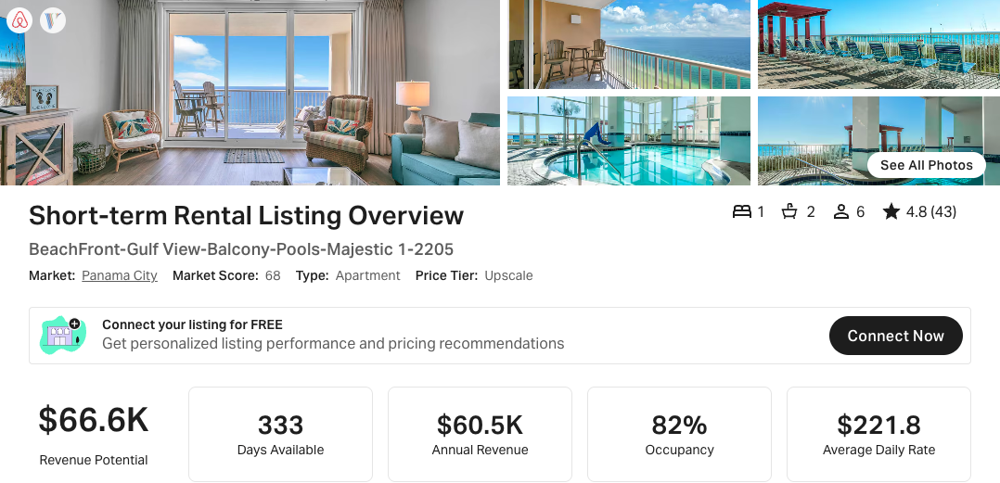 See All Photos
Short-term Rental Listing Overview
1 2 6 4.8 (43)
BeachFront-Gulf View-Balcony-Pools-Majestic 1-2205
Market: Panama City Market Score: 68 Type: Apartment Price Tier: Upscale
Connect your listing for FREE
Get personalized listing performance and pricing recommendations
Connect Now
$66.6K
Revenue Potential
333
Days Available
$60.5K
Annual Revenue
82%
Occupancy
$221.8
Average Daily Rate